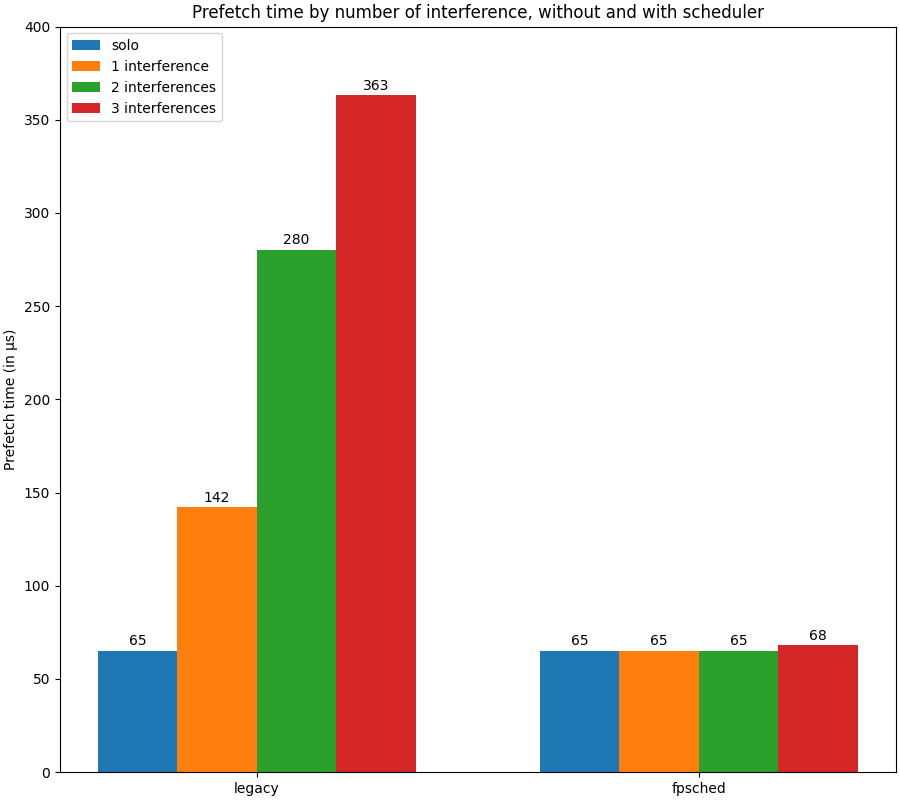 Prefetch time by number of interference, without and with scheduler
solo
1 interference
2 interferences
3 interferences
Prefetch time (in μs)
400
350
300
250
200
150
100
50
0
65
142
280
363
65
65
65
68
legacy
fpsched